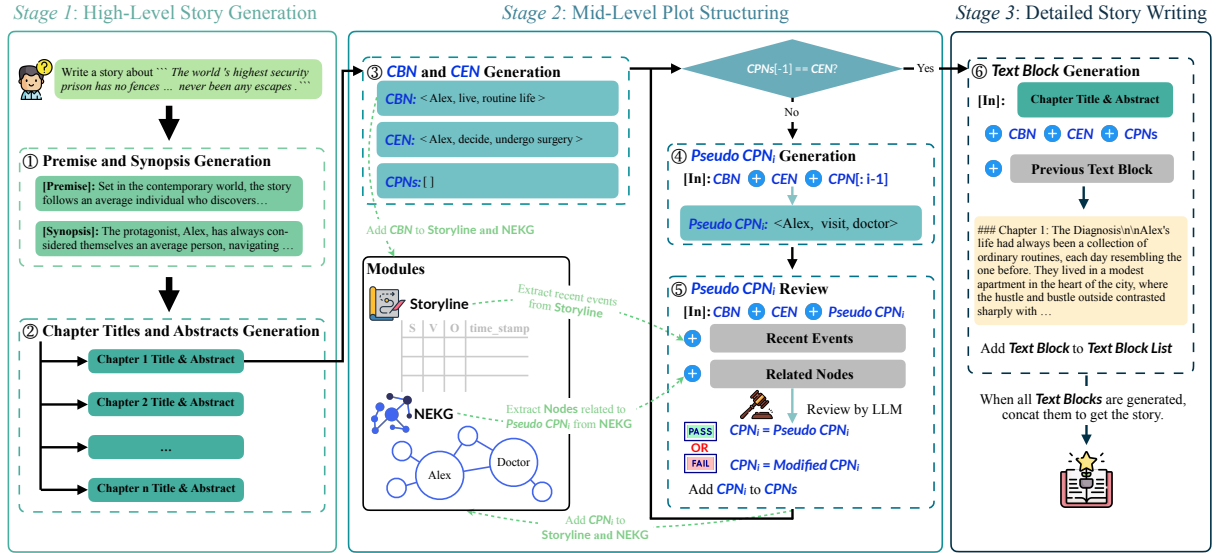 Stage 1: High-Level Story Generation
Write a story about ``` The world 's highest security
prison has no fences ... never been any escapes . ```
① Premise and Synopsis Generation
[Premise]: Set in the contemporary world, the story
follows an average individual who discovers…
[Synopsis]: The protagonist, Alex, has always con-
sidered themselves an average person, navigating …
② Chapter Titles and Abstracts Generation
Chapter 1 Title & Abstract
Chapter 2 Title & Abstract
...
Chapter n Title & Abstract
Stage 2: Mid-Level Plot Structuring
③ CBN and CEN Generation
CBN: < Alex, live, routine life >
CEN: < Alex, decide, undergo surgery >
CPNs: [ ]
Add CBN to Storyline and NEKG
Modules
Storyline
S V O time_stamp
NEKG
Alex
Doctor
Extract recent events
from Storyline
Extract Nodes related to
Pseudo CPNi from NEKG
Add CPNi to
Storyline and NEKG
CPNs[-1] == CEN?
Yes
No
④ Pseudo CPNi Generation
[In]: CBN + CEN + CPN[: i-1]
Pseudo CPNi: <Alex, visit, doctor>
⑤ Pseudo CPNi Review
[In]: CBN + CEN + Pseudo CPNi
+ Recent Events
+ Related Nodes
Review by LLM
PASS CPNi = Pseudo CPNi
OR
FAIL CPNi = Modified CPNi
Add CPNi to CPNs
Stage 3: Detailed Story Writing
⑥ Text Block Generation
[In]: Chapter Title & Abstract
+ CBN + CEN + CPNs
+ Previous Text Block
### Chapter 1: The Diagnosis\n\nAlex's
life had always been a collection of
ordinary routines, each day resembling the
one before. They lived in a modest
apartment in the heart of the city, where
the hustle and bustle outside contrasted
sharply with …
Add Text Block to Text Block List
When all Text Blocks are generated,
concat them to get the story.